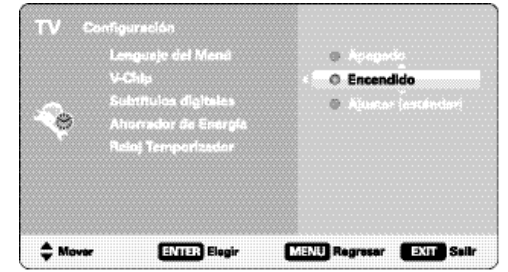 TV Configuración
Lenguaje del Menú
Apagado
V-Chip
Encendido
Subtítulos digitales
Ajustar (estándar)
Ahorrador de Energía
Reloj Temporizador
Mover ENTER Elegir MENU Regresar EXIT Salir